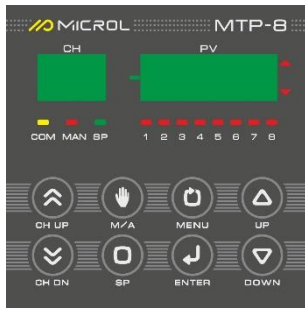 MICROL MTP-8
CH PV
COM MAN SP 1 2 3 4 5 6 7 8
CH UP M/A MENU UP
CH DN SP ENTER DOWN